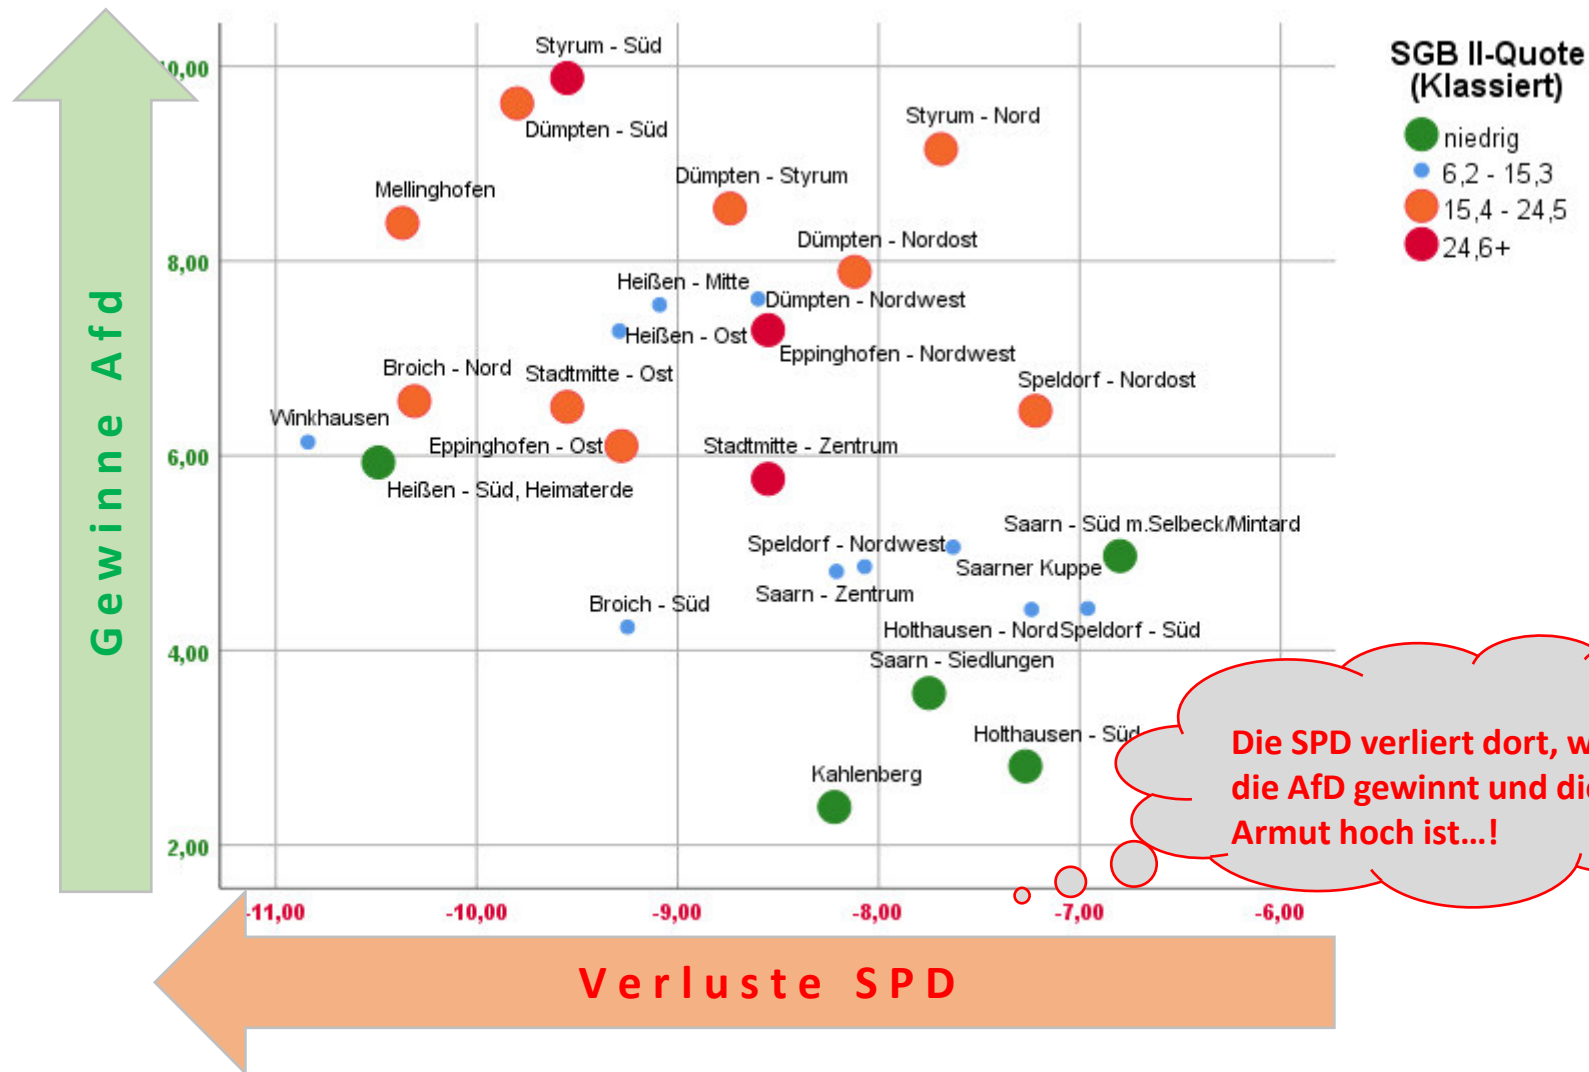 Gewinne Afd
10,00
8,00
6,00
4,00
2,00
Styrum - Süd
Dümpten - Süd
Styrum - Nord
Mellinghofen
Dümpten - Styrum
Dümpten - Nordost
Heißen - Mitte
Dümpten - Nordwest
Heißen - Ost
Eppinghofen - Nordwest
Broich - Nord
Stadtmitte - Ost
Speldorf - Nordost
Winkhausen
Eppinghofen - Ost
Stadtmitte - Zentrum
Heißen - Süd, Heimaterde
Saarn - Süd m.Selbeck/Mintard
Speldorf - Nordwest
Saarner Kuppe
Saarn - Zentrum
Broich - Süd
Holthausen - Nord
Speldorf - Süd
Saarn - Siedlungen
Holthausen - Süd
Kahlenberg
SGB II-Quote
(Klassiert)
niedrig
6,2 - 15,3
15,4 - 24,5
24,6+
Die SPD verliert dort,
die AfD gewinnt und
Armut hoch ist...!
-11,00
-10,00
-9,00
-8,00
-7,00
-6,00
Verluste SPD